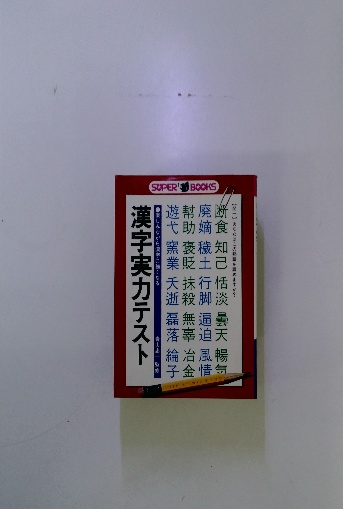 SUPER! BOOKS
断食 知己 恬淡 曇天 暢気
廃嫡 穢土 行脚 逼迫 風情
幇助 褒貶 抹殺 無辜 冶金
遊弋 窯業 夭逝 磊落 綸子
漢字実力テスト